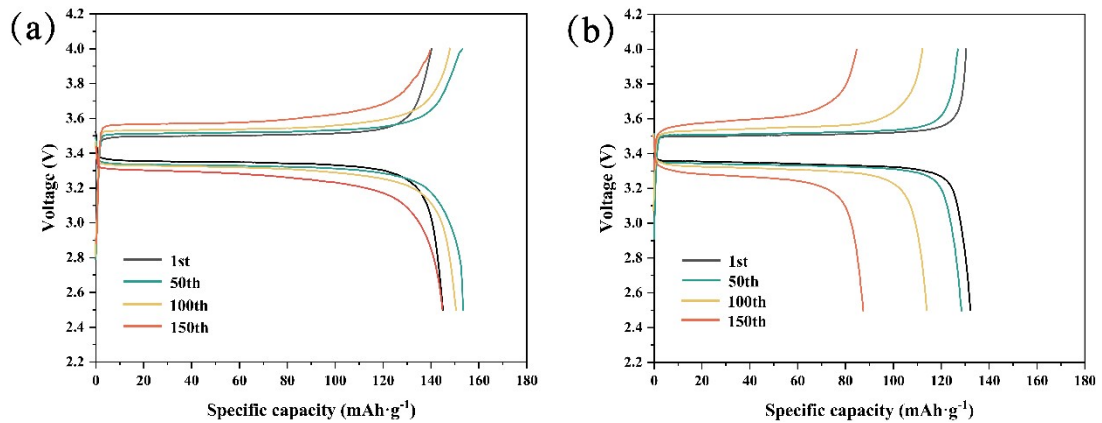 (a)
4.2
4.0
3.8
3.6
3.4
3.2
3.0
2.8
2.6
2.4
2.2
Voltage (V)
1st
50th
100th
150th
0 20 40 60 80 100 120 140 160 180
Specific capacity (mAh·g⁻¹)
(b)
4.2
4.0
3.8
3.6
3.4
3.2
3.0
2.8
2.6
2.4
2.2
Voltage (V)
1st
50th
100th
150th
0 20 40 60 80 100 120 140 160 180
Specific capacity (mAh·g⁻¹)